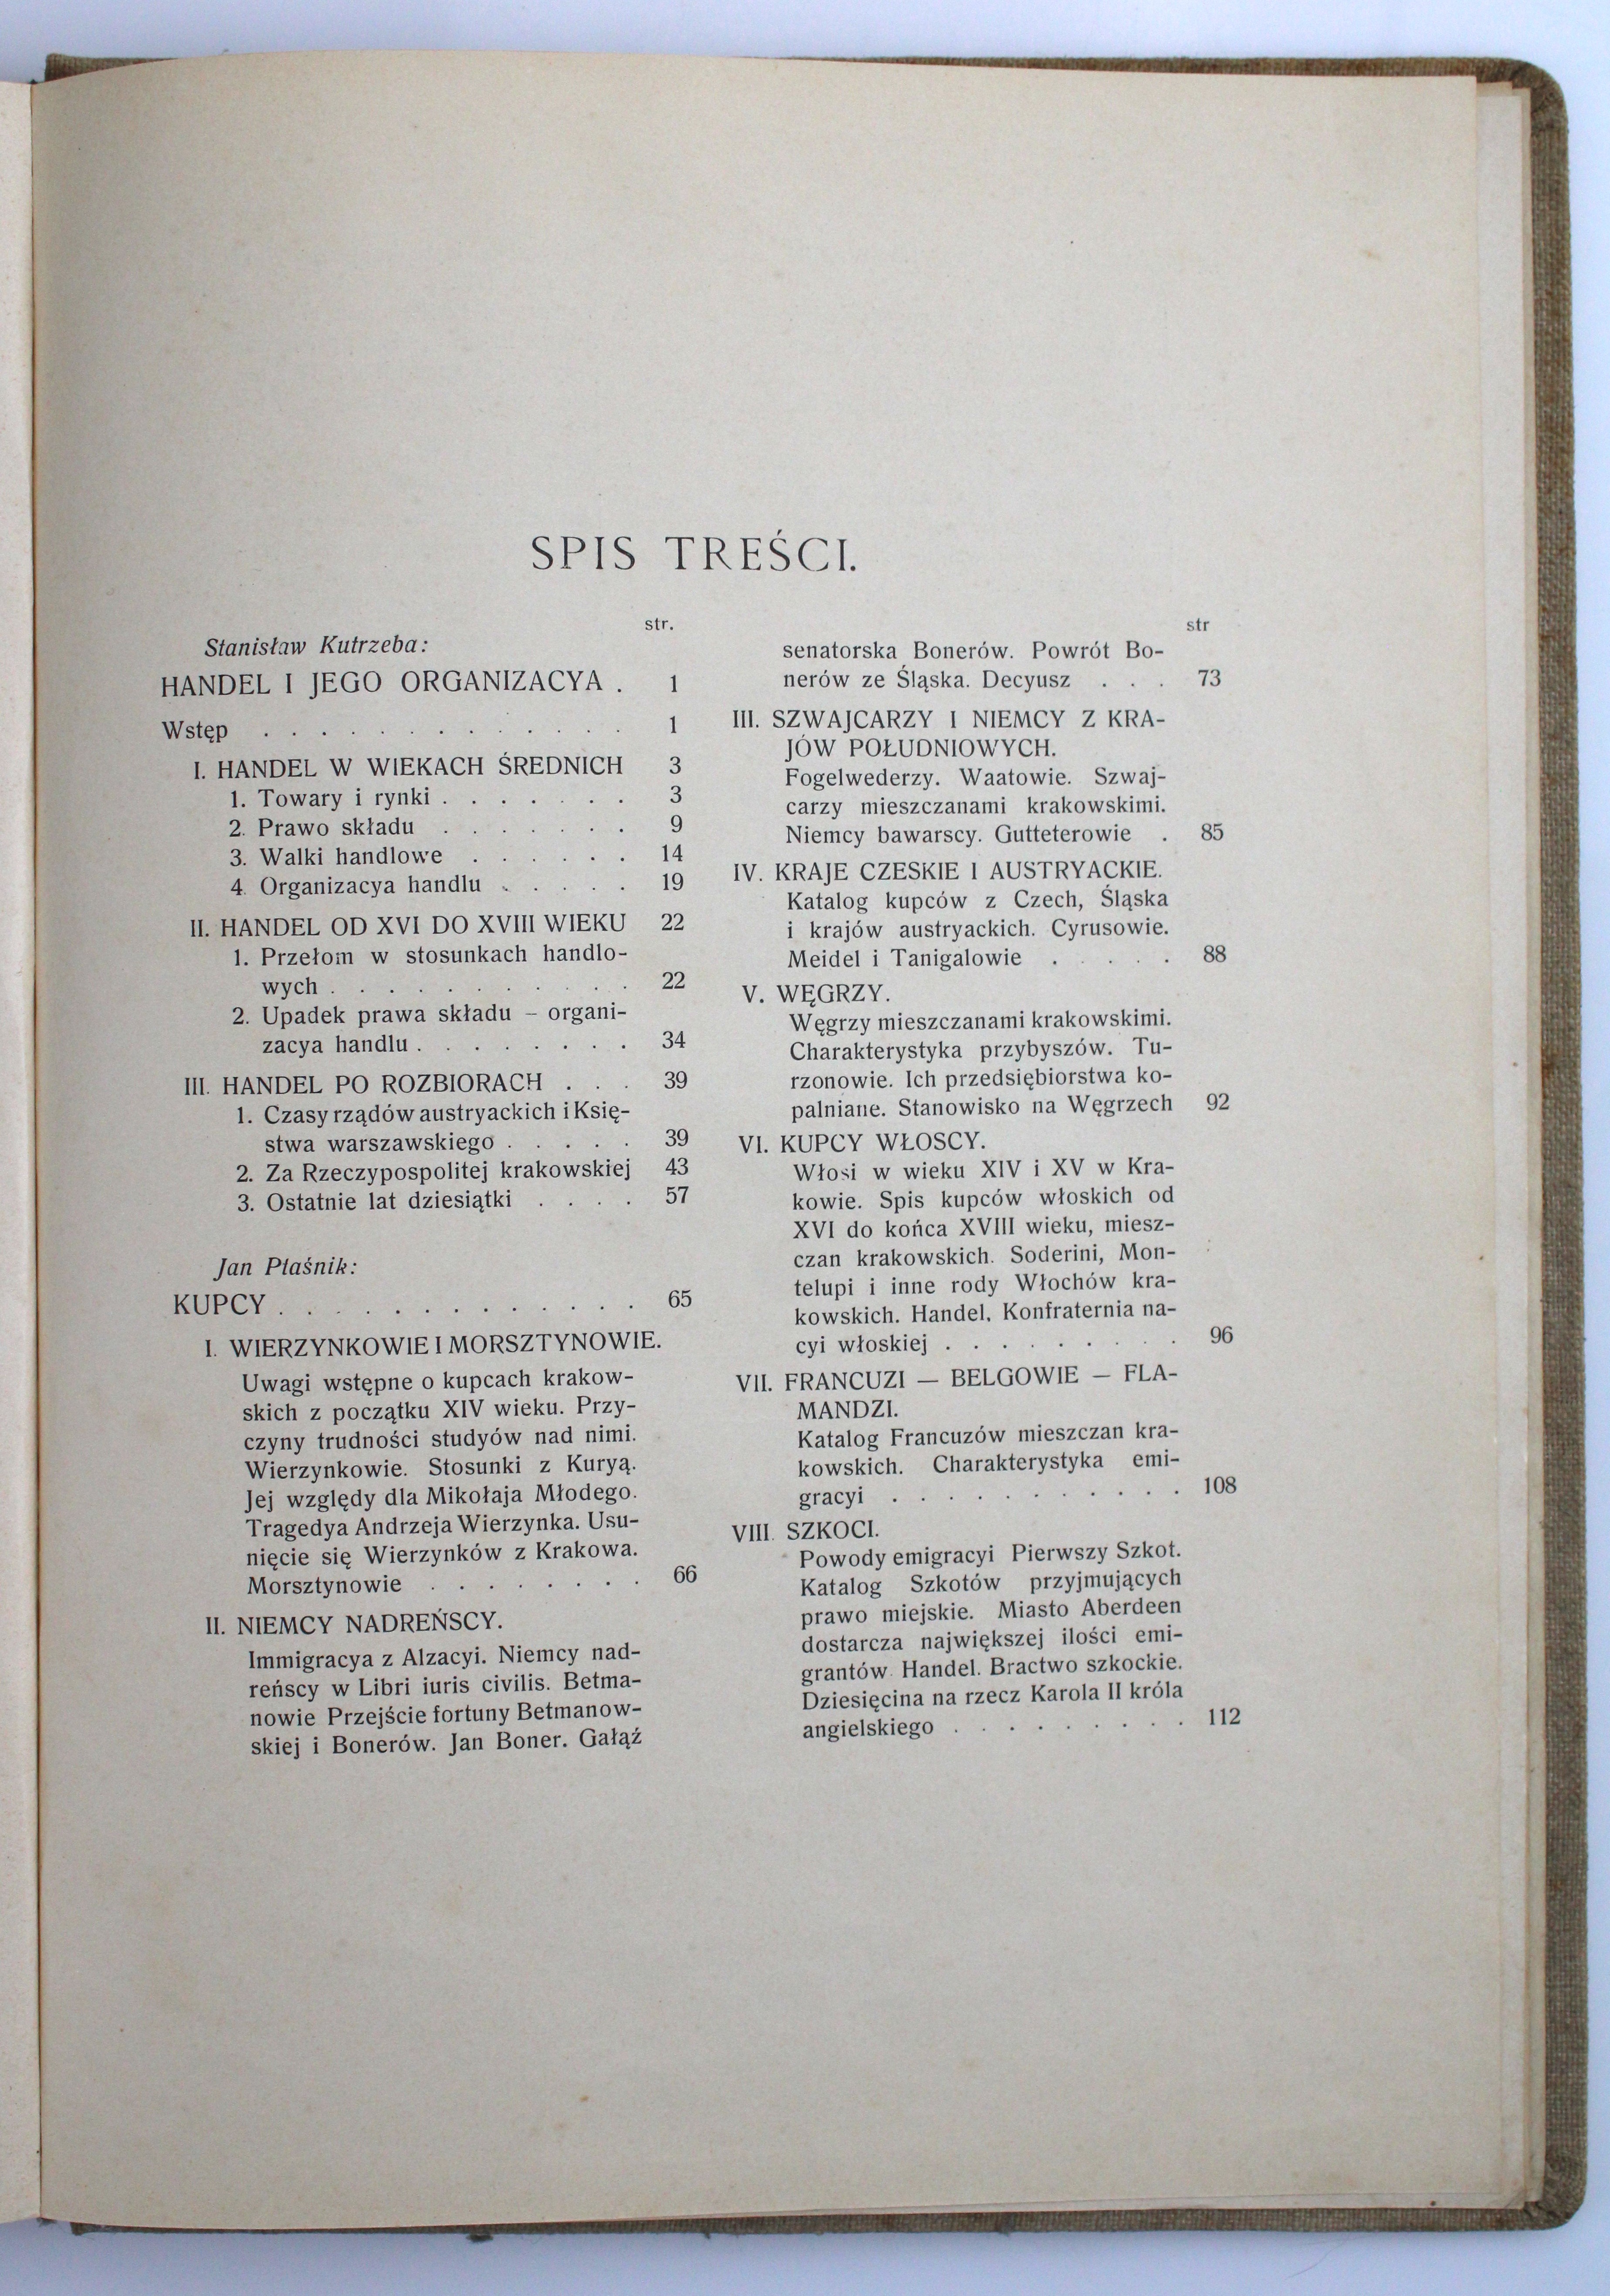 SPIS TREŚCI.
str.
Stanisław Kutrzeba:
HANDEL I JEGO ORGANIZACYA . 1
Wstęp . . . . . . . . . . . . . 1
I. HANDEL W WIEKACH ŚREDNICH 3
1. Towary i rynki . . . . . . . 3
2. Prawo składu . . . . . . . 9
3. Walki handlowe . . . . . . 14
4. Organizacya handlu . . . . . 19
II. HANDEL OD XVI DO XVIII WIEKU 22
1. Przełom w stosunkach handlo-
wych . . . . . . . . . . . 22
2. Upadek prawa składu – organi-
zacya handlu . . . . . . . . 34
III. HANDEL PO ROZBIORACH . . . 39
1. Czasy rządów austryackich i Księ-
stwa warszawskiego . . . . . 39
2. Za Rzeczypospolitej krakowskiej 43
3. Ostatnie lat dziesiątki . . . . 57
Jan Ptaśnik:
KUPCY . . . . . . . . . . . . . 65
I. WIERZYNKOWIE I MORSZTYNOWIE.
Uwagi wstępne o kupcach krakow-
skich z początku XIV wieku. Przy-
czyny trudności studyów nad nimi.
Wierzynkowie. Stosunki z Kuryą.
Jej względy dla Mikołaja Młodego.
Tragedya Andrzeja Wierzynka. Usu-
nięcie się Wierzynków z Krakowa.
Morsztynowie . . . . . . . . 66
II. NIEMCY NADREŃSCY.
Immigracya z Alzacyi. Niemcy nad-
reńscy w Libri iuris civilis. Betma-
nowie Przejście fortuny Betmanow-
skiej i Bonerów. Jan Boner. Gałąź
str
senatorska Bonerów. Powrót Bo-
nerów ze Śląska. Decyusz . . . 73
III. SZWAJCARZY I NIEMCY Z KRA-
JÓW POŁUDNIOWYCH.
Fogelwederzy. Waatowie. Szwaj-
carzy mieszczanami krakowskimi.
Niemcy bawarscy. Gutteterowie . 85
IV. KRAJE CZESKIE I AUSTRYACKIE.
Katalog kupców z Czech, Śląska
i krajów austryackich. Cyrusowie.
Meidel i Tanigalowie . . . . . 88
V. WĘGRZY.
Węgrzy mieszczanami krakowskimi.
Charakterystyka przybyszów. Tu-
rzonowie. Ich przedsiębiorstwa ko-
palniane. Stanowisko na Węgrzech 92
VI. KUPCY WŁOSCY.
Włosi w wieku XIV i XV w Kra-
kowie. Spis kupców włoskich od
XVI do końca XVIII wieku, miesz-
czan krakowskich. Soderini, Mon-
telupi i inne rody Włochów kra-
kowskich. Handel. Konfraternia na-
cyi włoskiej . . . . . . . . . 96
VII. FRANCUZI — BELGOWIE — FLA-
MANDZI.
Katalog Francuzów mieszczan kra-
kowskich. Charakterystyka emi-
gracyi . . . . . . . . . . . 108
VIII. SZKOCI.
Powody emigracyi Pierwszy Szkot.
Katalog Szkotów przyjmujących
prawo miejskie. Miasto Aberdeen
dostarcza największej ilości emi-
grantów. Handel. Bractwo szkockie.
Dziesięcina na rzecz Karola II króla
angielskiego . . . . . . . . . 112